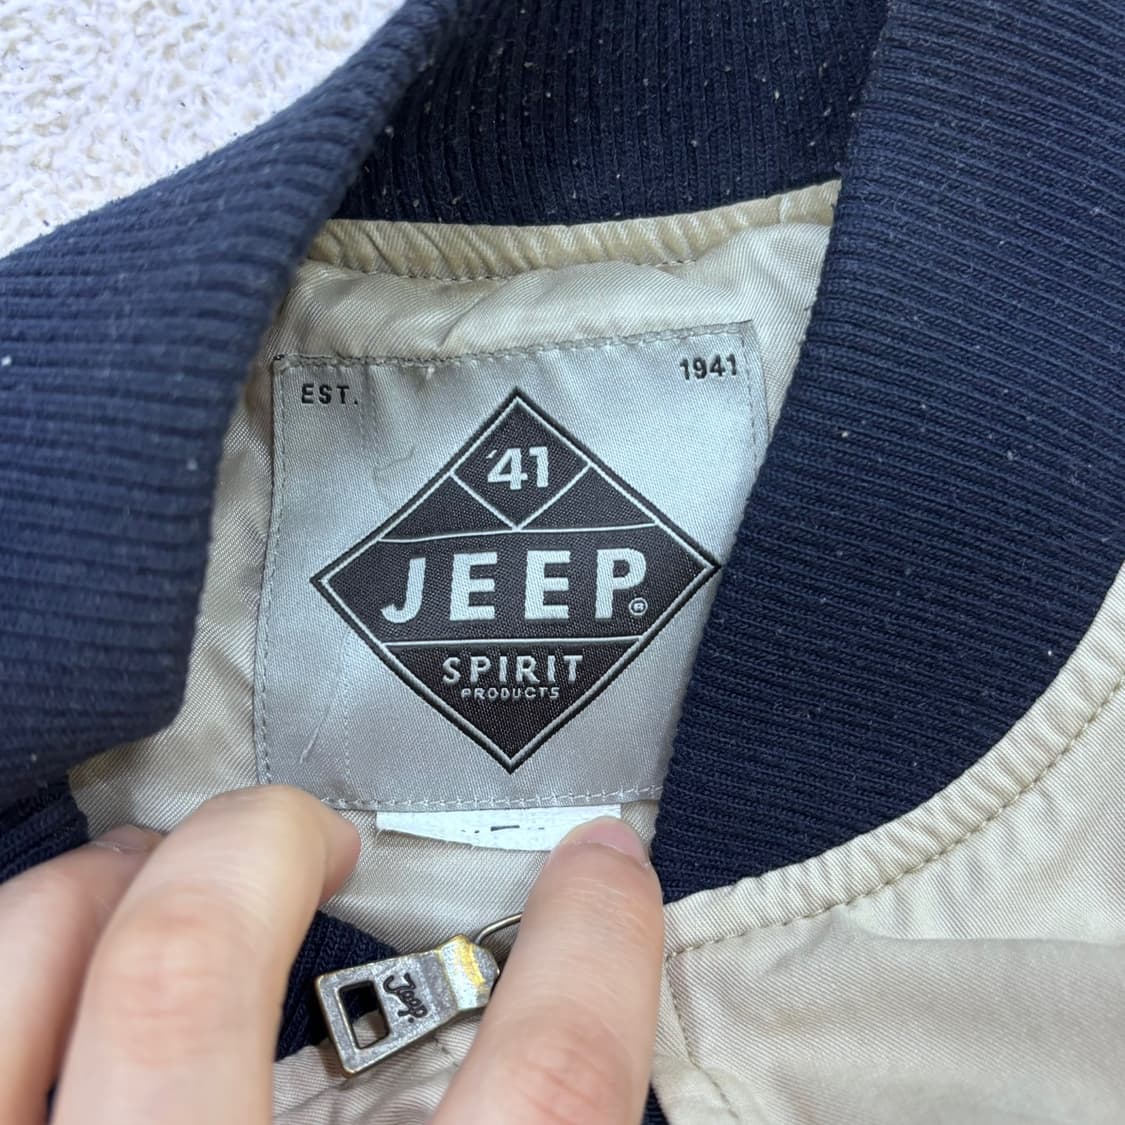 EST. 1941
'41
JEEP®
SPIRIT
PRODUCTS
Jeep